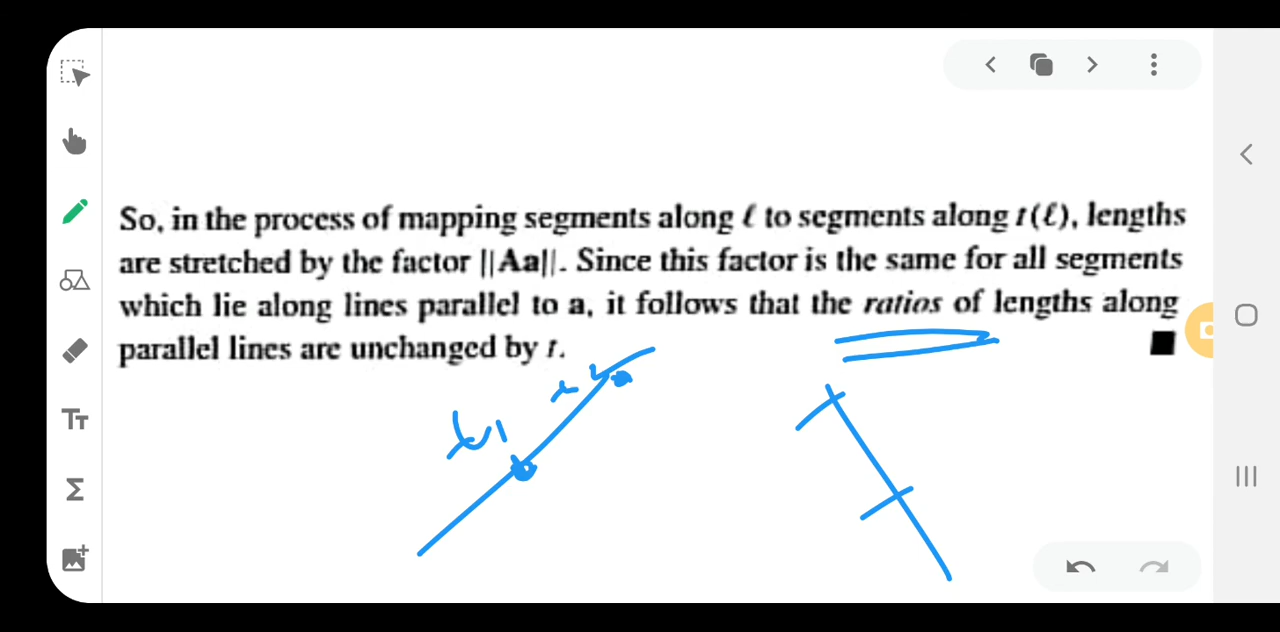 So, in the process of mapping segments along ℓ to segments along t(ℓ), lengths
are stretched by the factor ||Aa||. Since this factor is the same for all segments
which lie along lines parallel to a, it follows that the ratios of lengths along
parallel lines are unchanged by t. ■
Tт
Σ